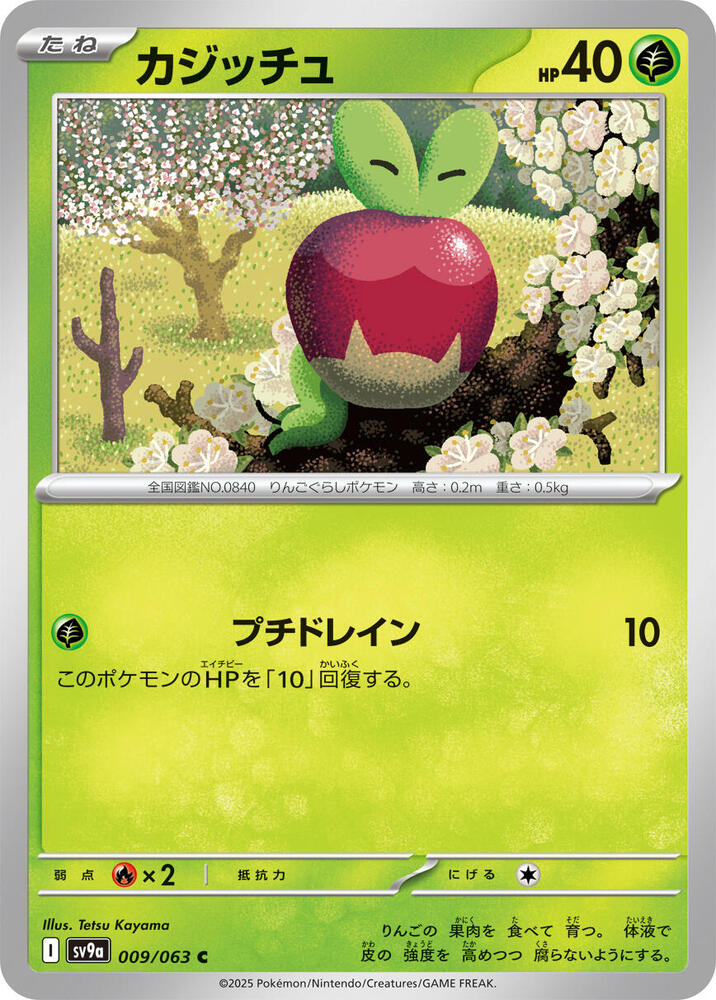 たね
カジッチュ
HP40
全国図鑑NO.0840 りんごぐらしポケモン 高さ:0.2m 重さ:0.5kg
プチドレイン 10
エイチピー かいふく
このポケモンのHPを「10」回復する。
弱点 ×2 抵抗力 にげる
Illus. Tetsu Kayama
かにく た そだ たいえき
りんごの 果肉を 食べて 育つ。 体液で
かわ きょうど たか くさ
皮の 強度を 高めつつ 腐らないようにする。
I sv9a 009/063 C
©2025 Pokémon/Nintendo/Creatures/GAME FREAK.